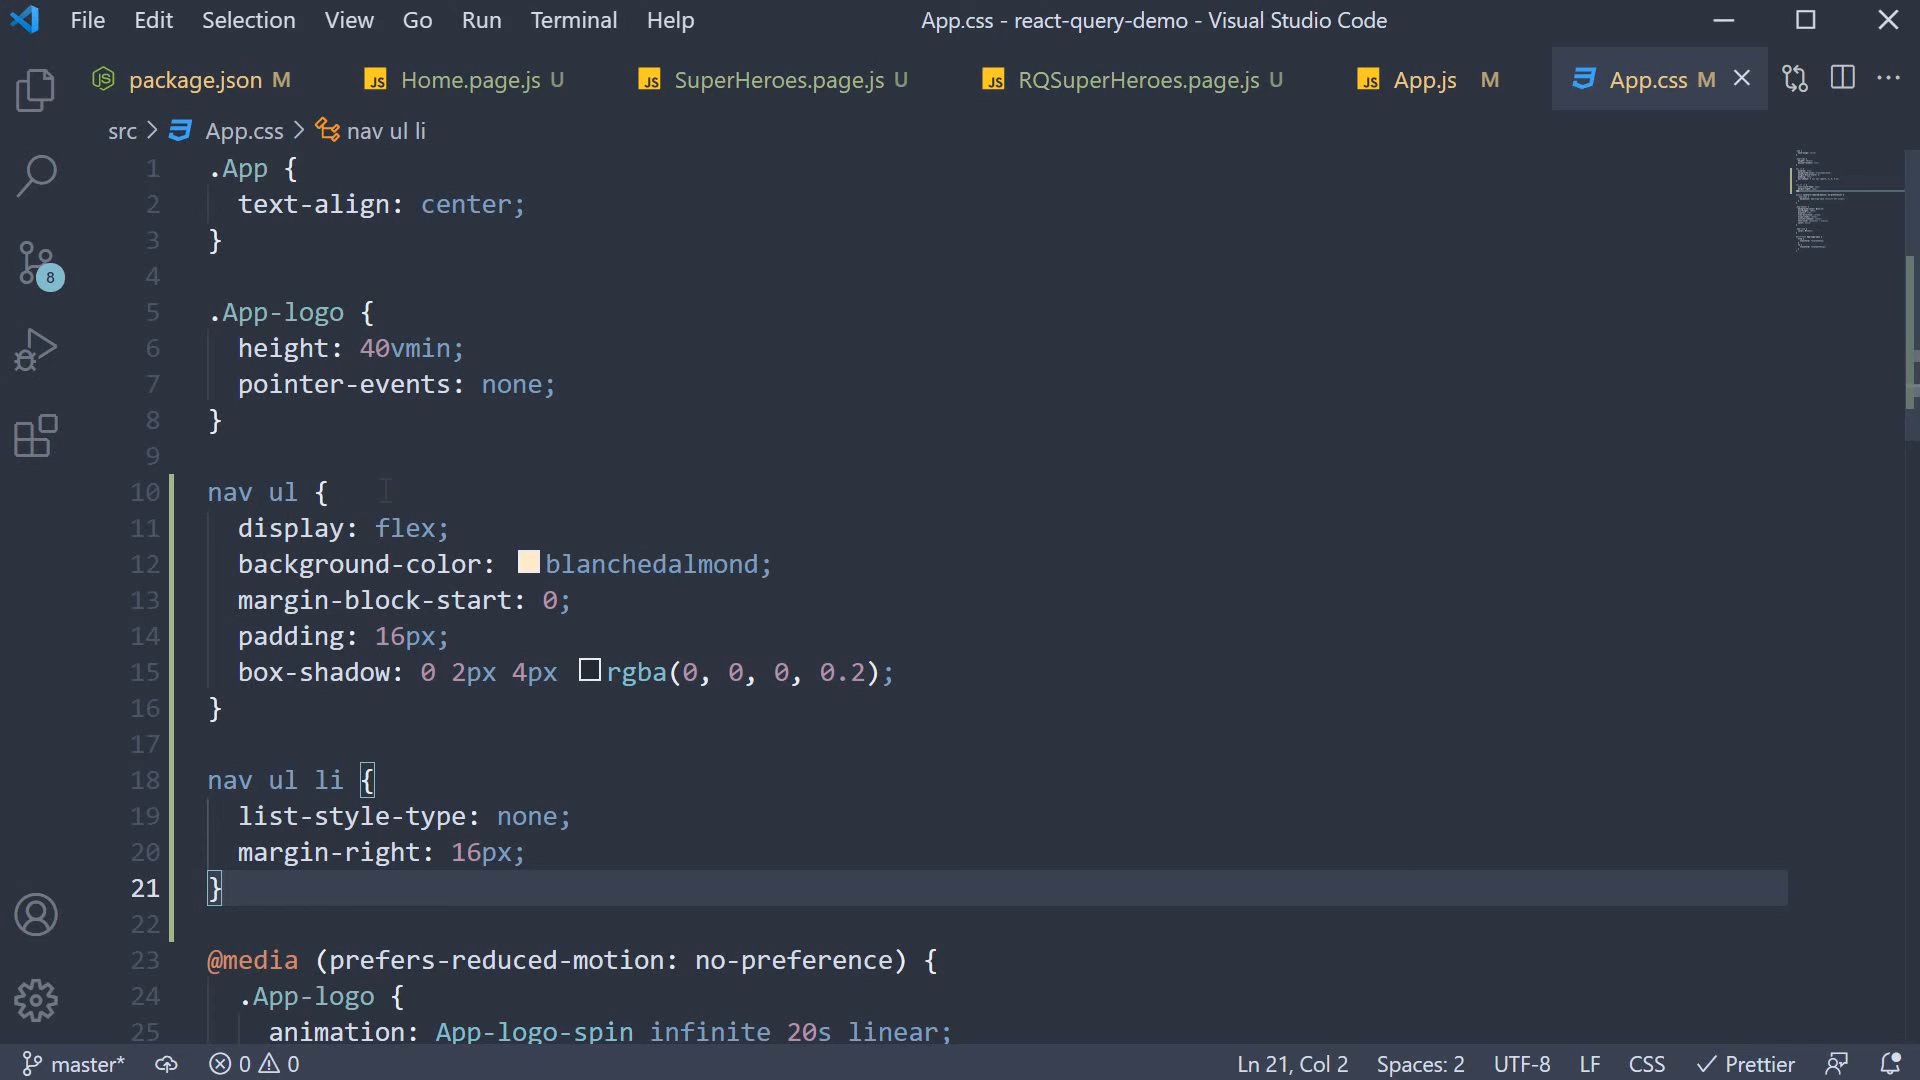 File Edit Selection View Go Run Terminal Help App.css - react-query-demo - Visual Studio Code
package.json M Home.page.js U SuperHeroes.page.js U RQSuperHeroes.page.js U App.js M App.css M
src > App.css > nav ul li
1 .App {
2 text-align: center;
3 }
4
5 .App-logo {
6 height: 40vmin;
7 pointer-events: none;
8 }
9
10 nav ul {
11 display: flex;
12 background-color: blanchedalmond;
13 margin-block-start: 0;
14 padding: 16px;
15 box-shadow: 0 2px 4px rgba(0, 0, 0, 0.2);
16 }
17
18 nav ul li {
19 list-style-type: none;
20 margin-right: 16px;
21 }
22
23 @media (prefers-reduced-motion: no-preference) {
24 .App-logo {
25 animation: App-logo-spin infinite 20s linear;
8
master* 0 0 Ln 21, Col 2 Spaces: 2 UTF-8 LF CSS Prettier